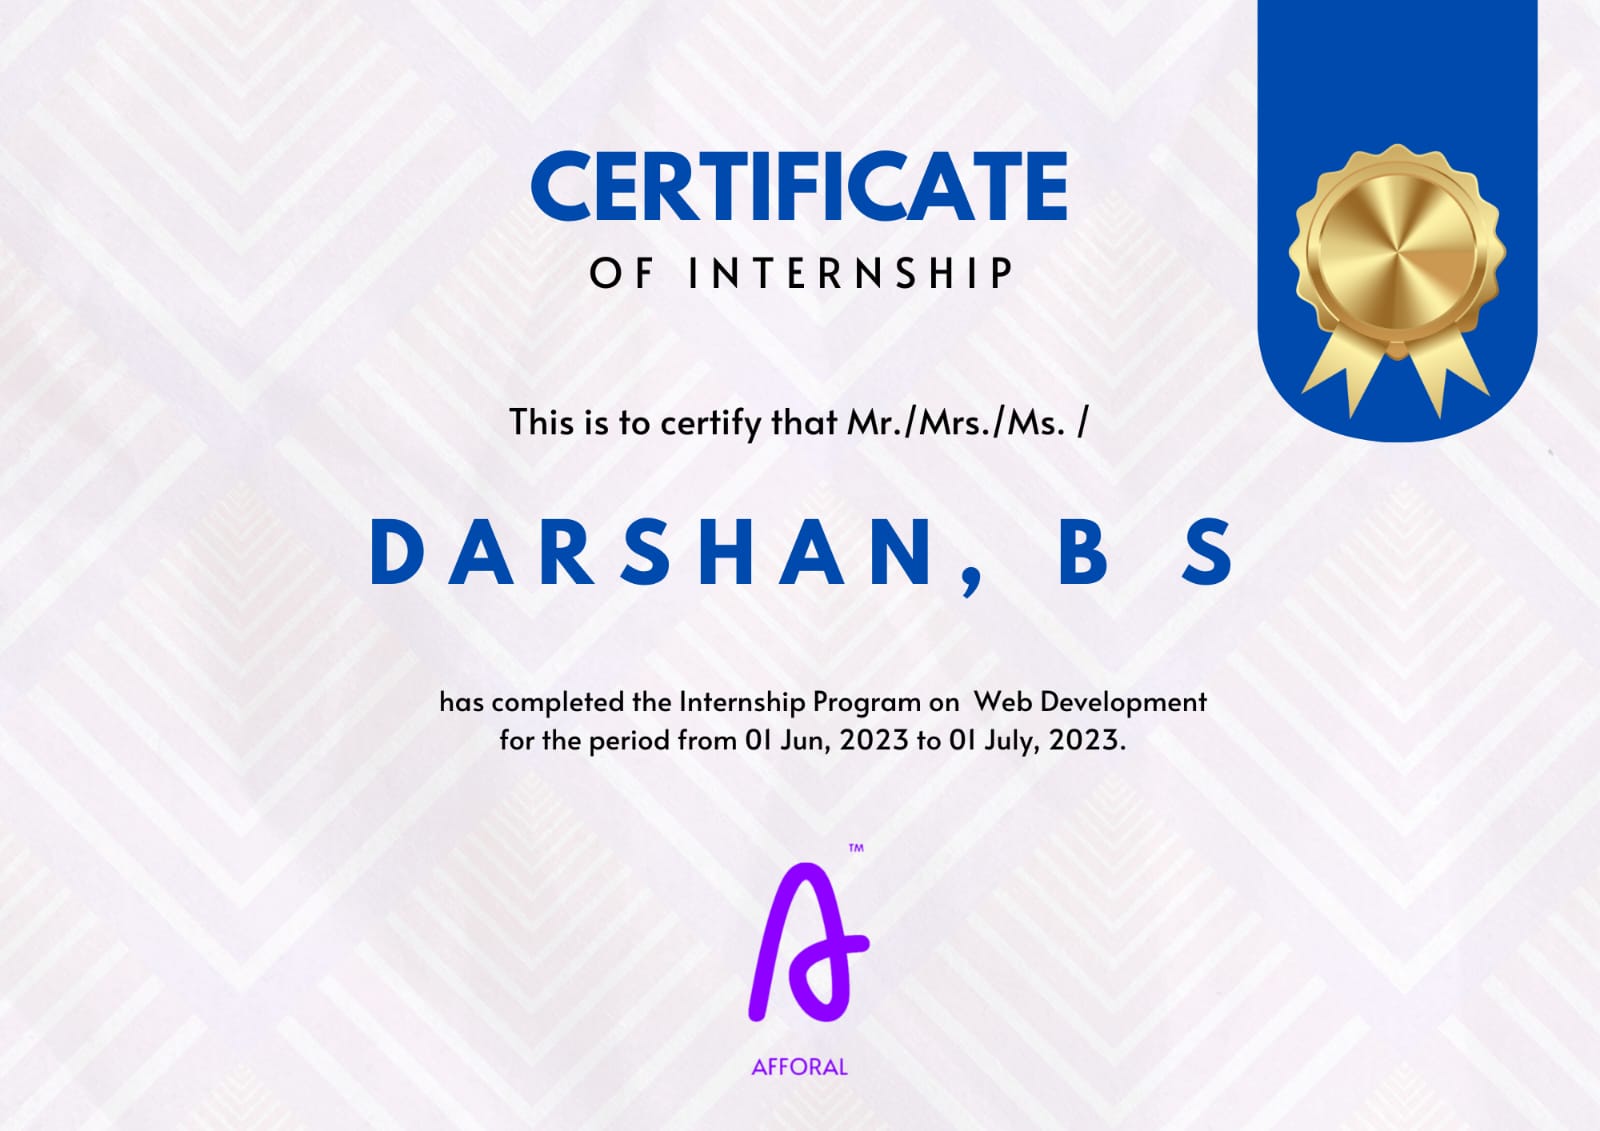 CERTIFICATE
OF INTERNSHIP
This is to certify that Mr./Mrs./Ms. /
DARSHAN, B S
has completed the Internship Program on  Web Development
for the period from 01 Jun, 2023 to 01 July, 2023.
TM
AFFORAL